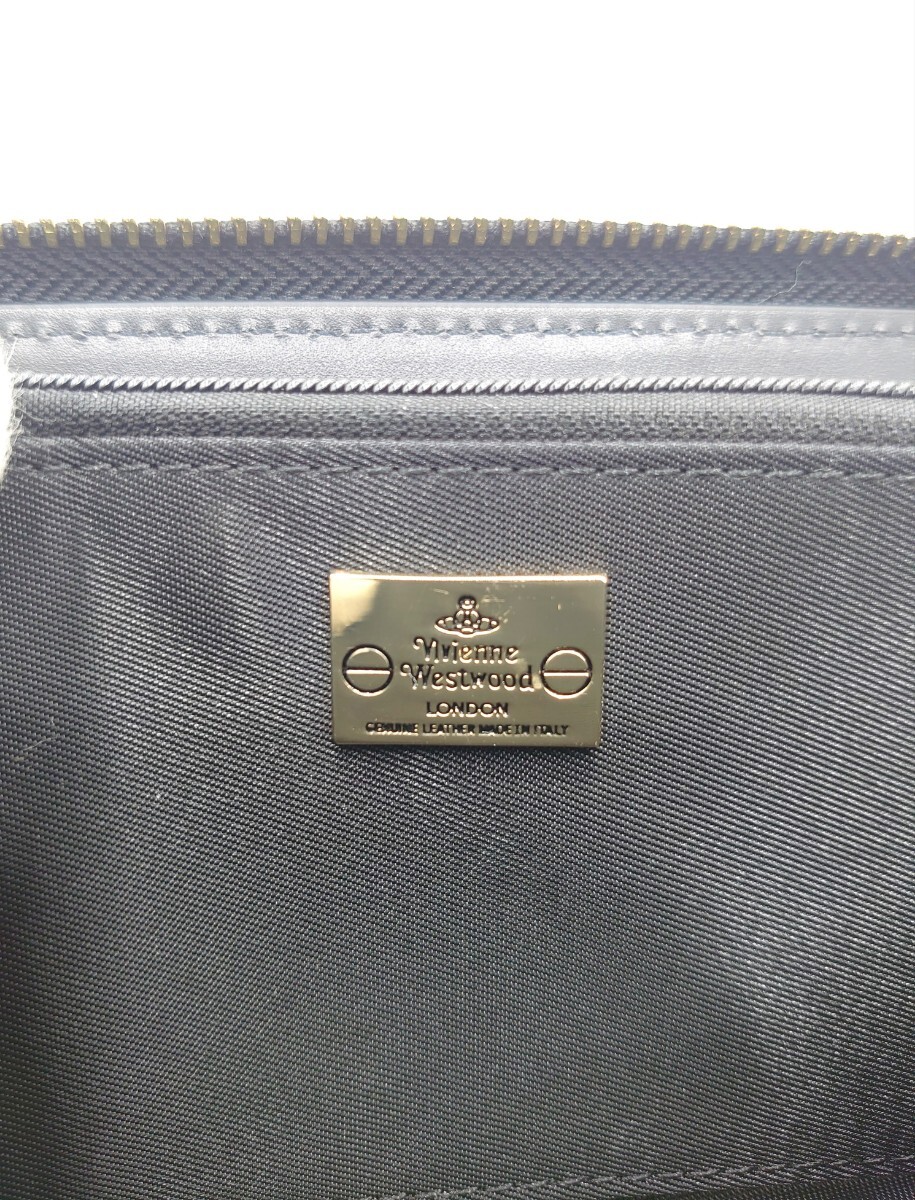 Vivienne
Westwood
LONDON
GENUINE LEATHER MADE IN ITALY